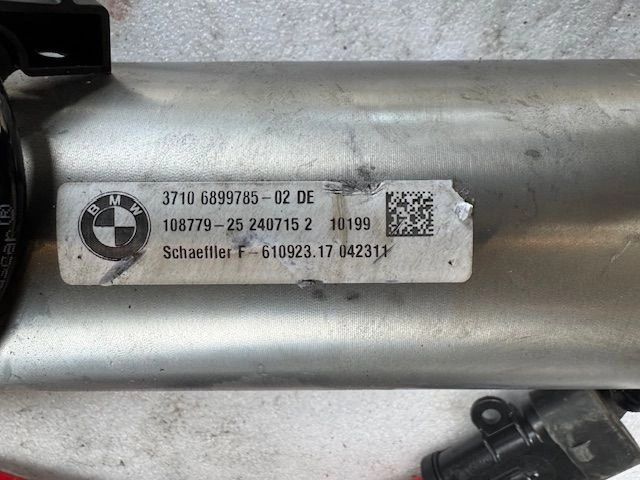 BMW
3710 6899785-02 DE
108779-25 240715 2 10199
Schaeffler F-610923.17 042311